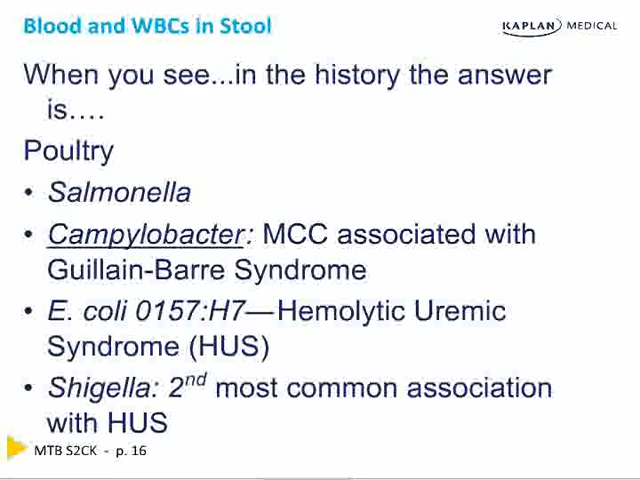 Blood and WBCs in Stool
KAPLAN MEDICAL
When you see...in the history the answer
is….
Poultry
• Salmonella
• Campylobacter: MCC associated with
Guillain-Barre Syndrome
• E. coli 0157:H7—Hemolytic Uremic
Syndrome (HUS)
• Shigella: 2nd most common association
with HUS
MTB S2CK - p. 16